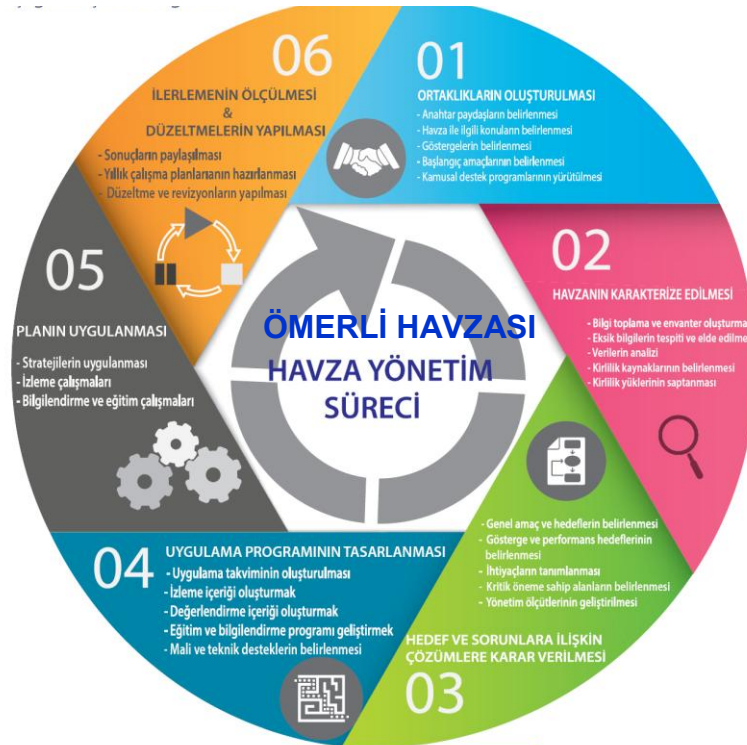 01
ORTAKLIKLARIN OLUŞTURULMASI
- Anahtar paydaşların belirlenmesi
- Havza ile ilgili konuların belirlenmesi
- Göstergelerin belirlenmesi
- Başlangıç amaçlarının belirlenmesi
- Kamusal destek programlarının yürütülmesi
02
HAVZANIN KARAKTERİZE EDİLMESİ
- Bilgi toplama ve envanter oluşturma
- Eksik bilgilerin tespiti ve elde edilme
- Verilerin analizi
- Kirlilik kaynaklarının belirlenmesi
- Kirlilik yüklerinin saptanması
- Genel amaç ve hedeflerin belirlenmesi
- Gösterge ve performans hedeflerinin
belirlenmesi
- İhtiyaçların tanımlanması
- Kritik öneme sahip alanların belirlenmesi
- Yönetim ölçütlerinin geliştirilmesi
HEDEF VE SORUNLARA İLİŞKİN
ÇÖZÜMLERE KARAR VERİLMESİ
03
04
UYGULAMA PROGRAMININ TASARLANMASI
- Uygulama takviminin oluşturulması
- İzleme içeriği oluşturmak
- Değerlendirme içeriği oluşturmak
- Eğitim ve bilgilendirme programı geliştirmek
- Mali ve teknik desteklerin belirlenmesi
05
PLANIN UYGULANMASI
- Stratejilerin uygulanması
- İzleme çalışmaları
- Bilgilendirme ve eğitim çalışmaları
06
İLERLEMENİN ÖLÇÜLMESİ
&
DÜZELTMELERİN YAPILMASI
- Sonuçların paylaşılması
- Yıllık çalışma planlarıanın hazırlanması
- Düzeltme ve revizyonların yapılması
ÖMERLİ HAVZASI
HAVZA YÖNETİM
SÜRECİ